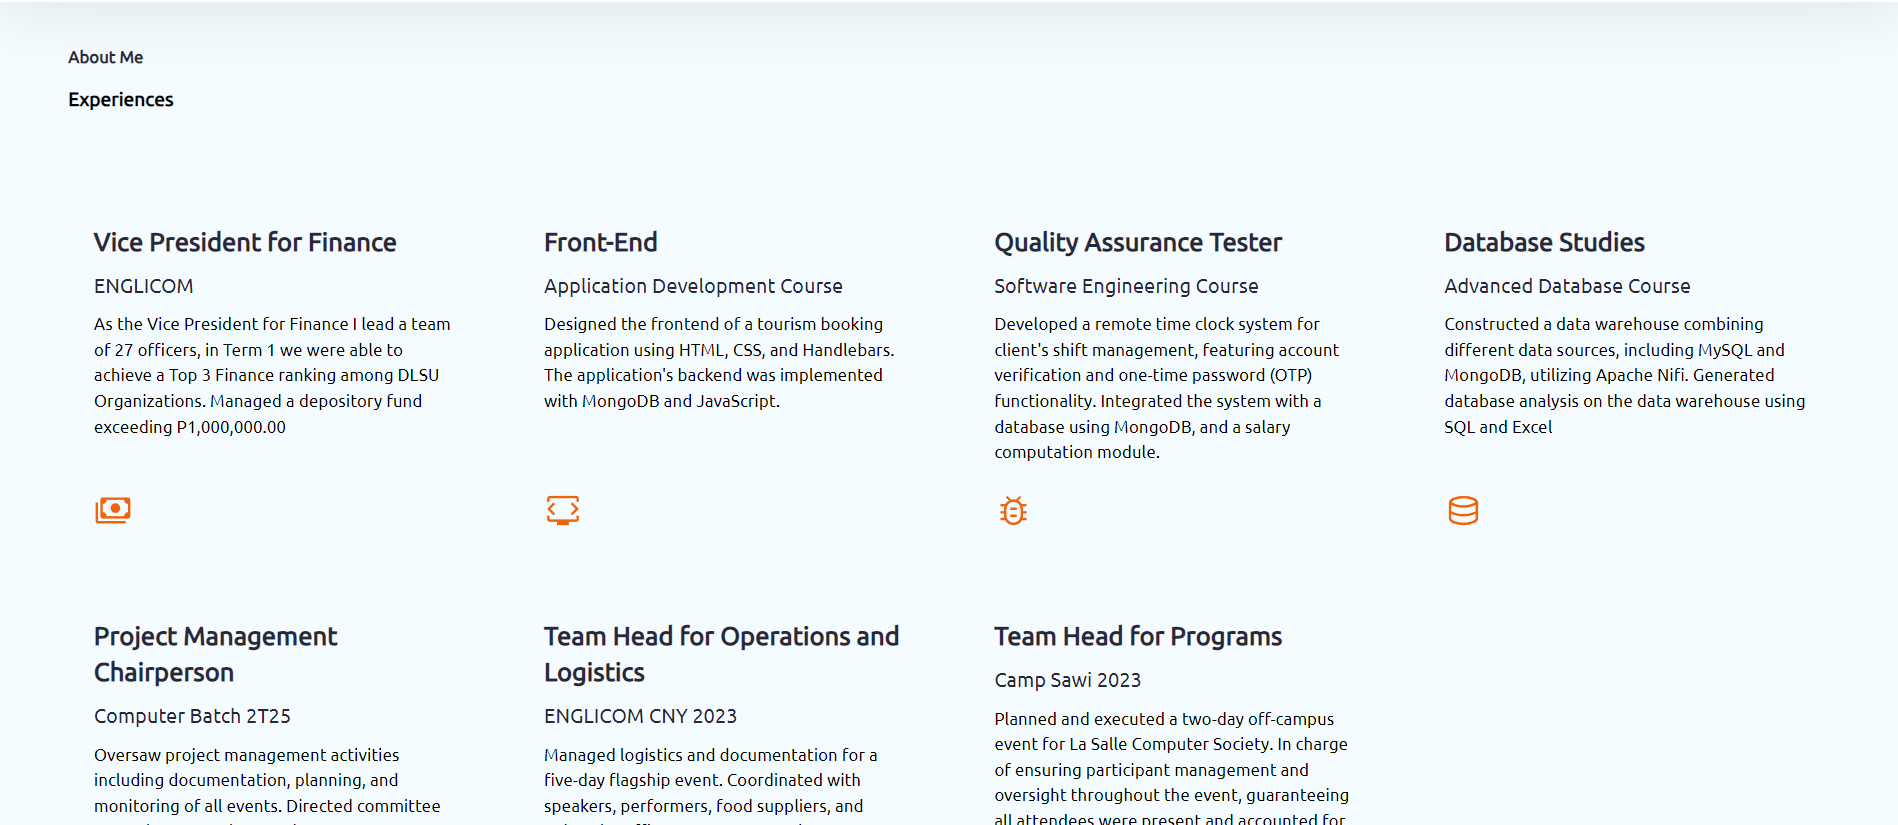 About Me
Experiences
Vice President for Finance
ENGLICOM
As the Vice President for Finance I lead a team
of 27 officers, in Term 1 we were able to
achieve a Top 3 Finance ranking among DLSU
Organizations. Managed a depository fund
exceeding P1,000,000.00
Front-End
Application Development Course
Designed the frontend of a tourism booking
application using HTML, CSS, and Handlebars.
The application's backend was implemented
with MongoDB and JavaScript.
Quality Assurance Tester
Software Engineering Course
Developed a remote time clock system for
client's shift management, featuring account
verification and one-time password (OTP)
functionality. Integrated the system with a
database using MongoDB, and a salary
computation module.
Database Studies
Advanced Database Course
Constructed a data warehouse combining
different data sources, including MySQL and
MongoDB, utilizing Apache Nifi. Generated
database analysis on the data warehouse using
SQL and Excel
Project Management
Chairperson
Computer Batch 2T25
Oversaw project management activities
including documentation, planning, and
monitoring of all events. Directed committee
Team Head for Operations and
Logistics
ENGLICOM CNY 2023
Managed logistics and documentation for a
five-day flagship event. Coordinated with
speakers, performers, food suppliers, and
Team Head for Programs
Camp Sawi 2023
Planned and executed a two-day off-campus
event for La Salle Computer Society. In charge
of ensuring participant management and
oversight throughout the event, guaranteeing
all attendees were present and accounted for